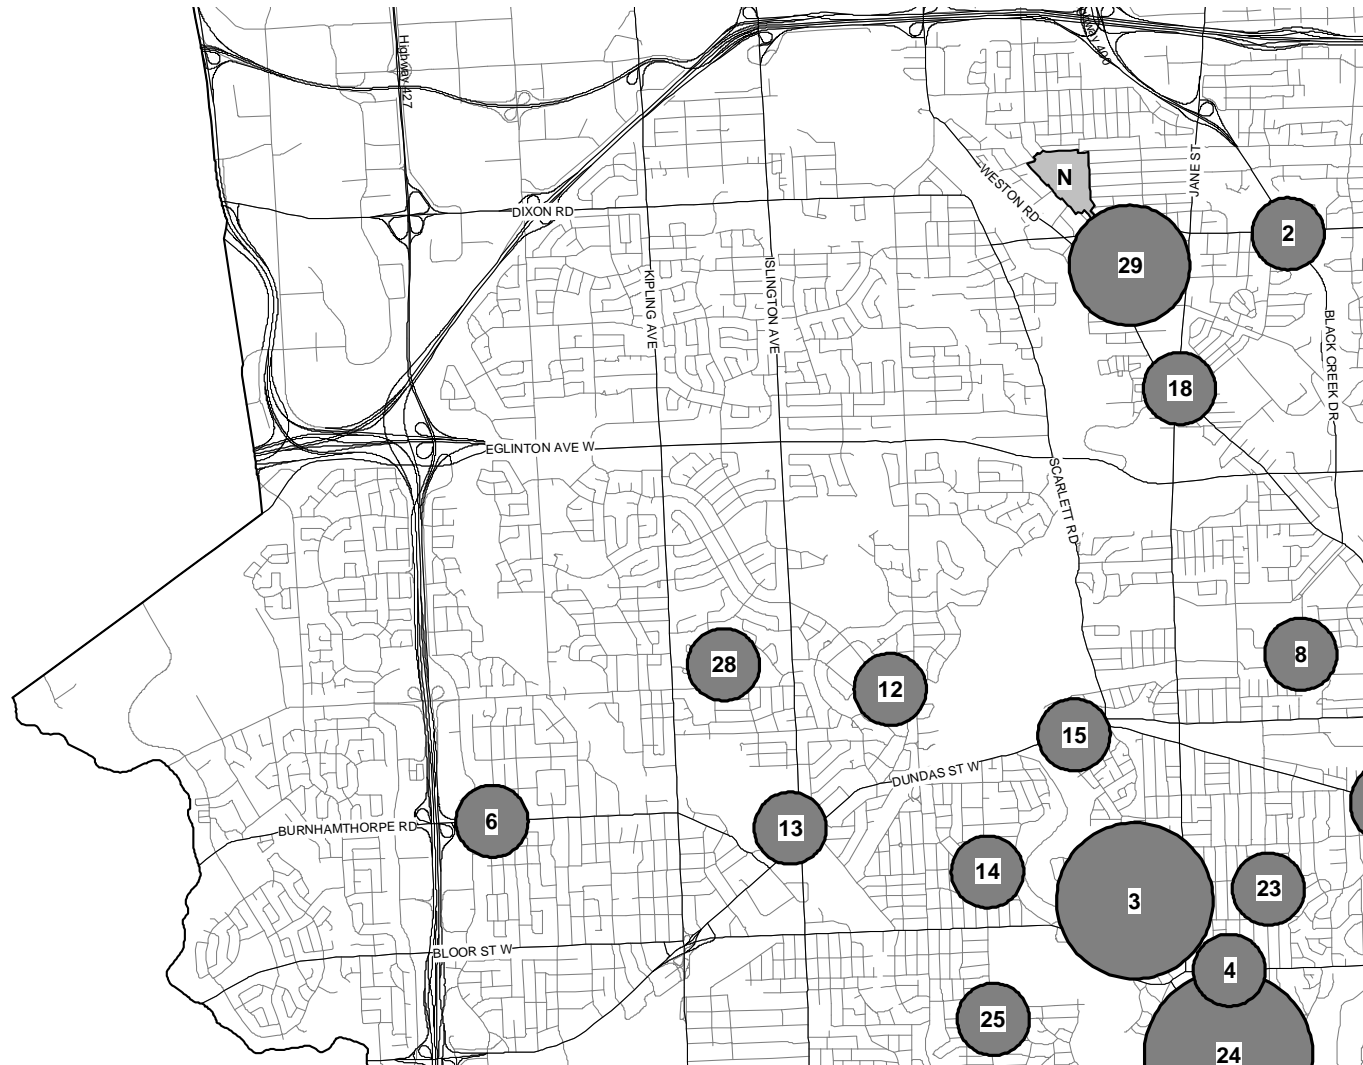 Highway 427
N
WESTON RD
JANE ST
DIXON RD
2
29
KIPLING AVE
ISLINGTON AVE
BLACK CREEK DR
18
EGLINTON AVE W
SCARLETT RD
28
12
8
15
DUNDAS ST W
6
13
BURNHAMTHORPE RD
14
3
23
BLOOR ST W
4
25
24